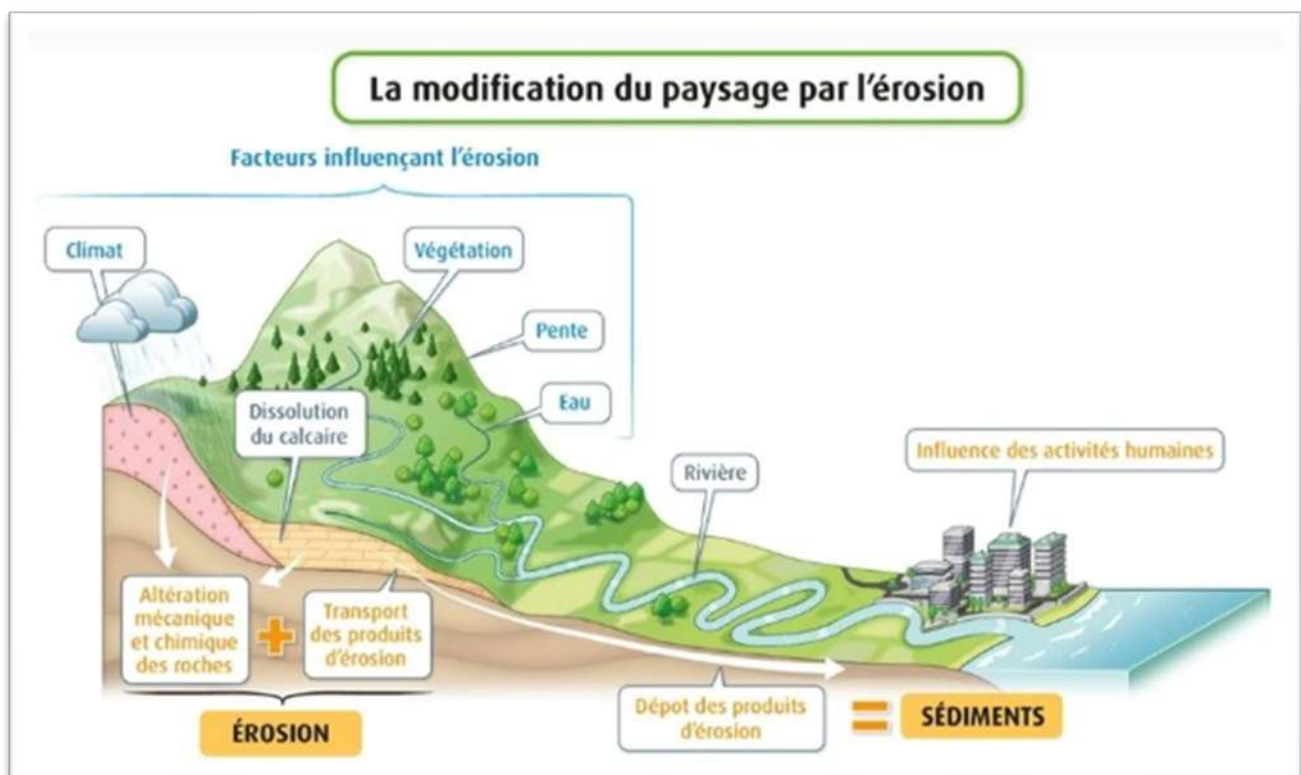 La modification du paysage par l'érosion
Facteurs influençant l'érosion
Climat
Végétation
Pente
Eau
Dissolution
du calcaire
Rivière
Influence des activités humaines
Altération
mécanique
et chimique
des roches
+
Transport
des produits
d'érosion
ÉROSION
Dépot des produits
d'érosion
=
SÉDIMENTS